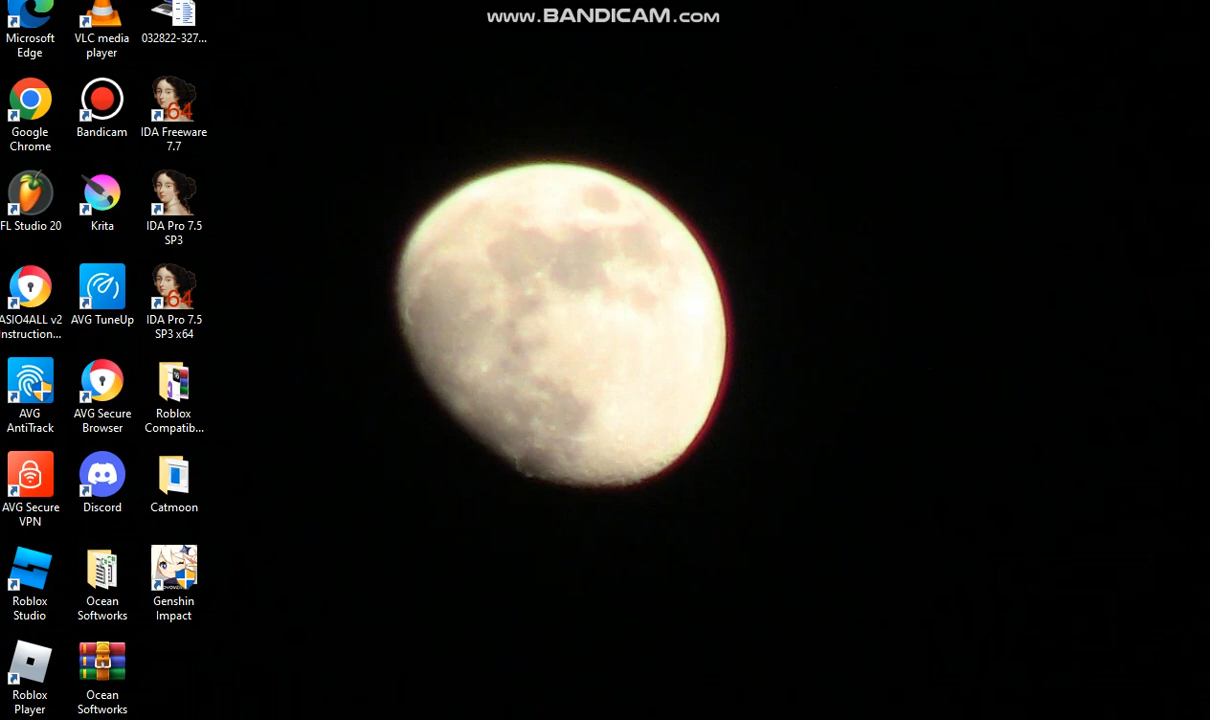 www.BANDICAM.com
Microsoft
Edge
VLC media
player
032822-327...
Google
Chrome
Bandicam
64
IDA Freeware
7.7
FL Studio 20
Krita
IDA Pro 7.5
SP3
ASIO4ALL v2
Instruction...
AVG TuneUp
64
IDA Pro 7.5
SP3 x64
AVG
AntiTrack
AVG Secure
Browser
Roblox
Compatib...
AVG Secure
VPN
Discord
Catmoon
Roblox
Studio
Ocean
Softworks
Genshin
Impact
Roblox
Player
Ocean
Softworks